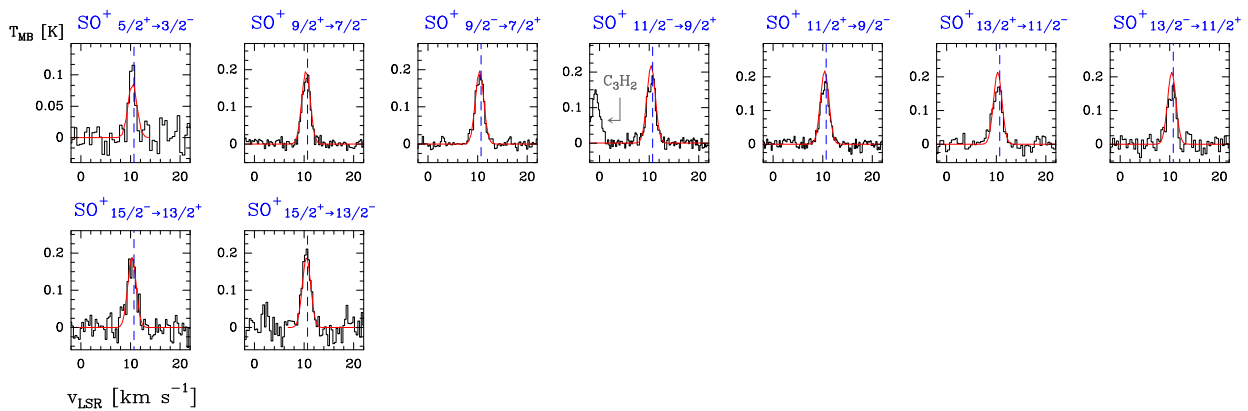 T_MB [K]
SO⁺ 5/2⁺→3/2⁻
SO⁺ 9/2⁺→7/2⁻
SO⁺ 9/2⁻→7/2⁺
SO⁺ 11/2⁻→9/2⁺
SO⁺ 11/2⁺→9/2⁻
SO⁺ 13/2⁺→11/2⁻
SO⁺ 13/2⁻→11/2⁺
0.1
0.05
0
0 10 20
0.2
0.1
0
0 10 20
0.2
0.1
0
0 10 20
C₃H₂
0.2
0.1
0
0 10 20
0.2
0.1
0
0 10 20
0.2
0.1
0
0 10 20
0.2
0.1
0
0 10 20
SO⁺ 15/2⁻→13/2⁺
SO⁺ 15/2⁺→13/2⁻
0.2
0.1
0
0 10 20
0.2
0.1
0
0 10 20
v_LSR [km s⁻¹]